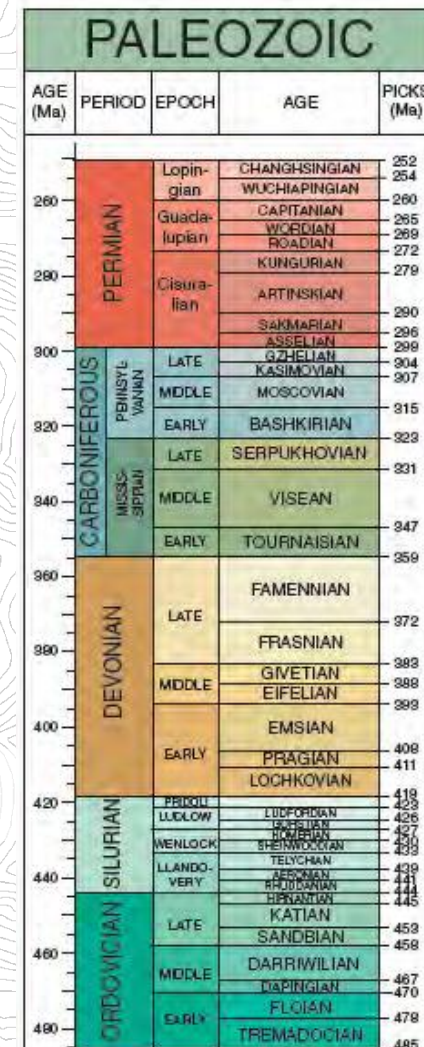 PALEOZOIC
AGE (Ma) PERIOD EPOCH AGE PICKS (Ma)
260
280
300
320
340
360
380
400
420
440
460
480
PERMIAN
CARBONIFEROUS
PENNSYL-
VANIAN
MISSIS-
SIPPIAN
DEVONIAN
SILURIAN
ORDOVICIAN
Lopin-
gian
Guada-
lupian
Cisura-
lian
LATE
MIDDLE
EARLY
LATE
MIDDLE
EARLY
LATE
MIDDLE
EARLY
PRIDOLI
LUDLOW
WENLOCK
LLANDO-
VERY
LATE
MIDDLE
EARLY
CHANGHSINGIAN
WUCHIAPINGIAN
CAPITANIAN
WORDIAN
ROADIAN
KUNGURIAN
ARTINSKIAN
SAKMARIAN
ASSELIAN
GZHELIAN
KASIMOVIAN
MOSCOVIAN
BASHKIRIAN
SERPUKHOVIAN
VISEAN
TOURNAISIAN
FAMENNIAN
FRASNIAN
GIVETIAN
EIFELIAN
EMSIAN
PRAGIAN
LOCHKOVIAN
LUDFORDIAN
GORSTIAN
HOMERIAN
SHEINWOODIAN
TELYCHIAN
AERONIAN
RHUDDANIAN
HIRNANTIAN
KATIAN
SANDBIAN
DARRIWILIAN
DAPINGIAN
FLOIAN
TREMADOCIAN
252
254
260
265
269
272
279
290
296
299
304
307
315
323
331
347
359
372
383
388
393
408
411
419
423
426
427
430
433
439
441
444
445
453
458
467
470
478
485